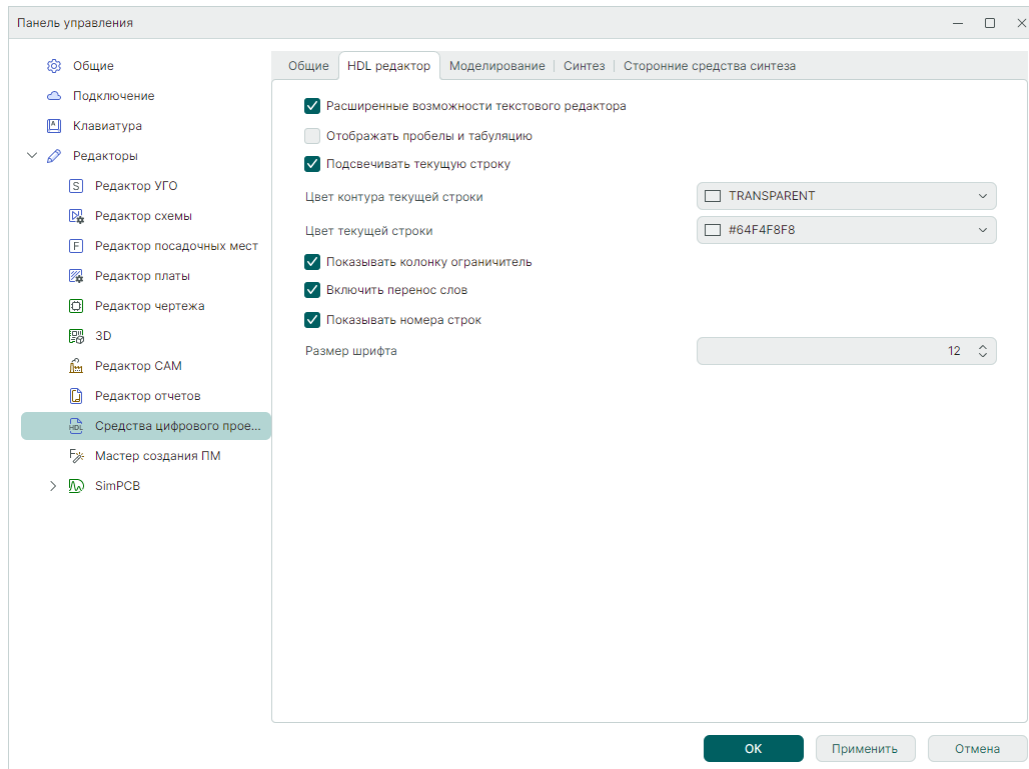 Панель управления
Общие
Подключение
Клавиатура
Редакторы
Редактор УГО
Редактор схемы
Редактор посадочных мест
Редактор платы
Редактор чертежа
3D
Редактор CAM
Редактор отчетов
Средства цифрового прое...
Мастер создания ПМ
SimPCB
Общие HDL редактор Моделирование Синтез Сторонние средства синтеза
Расширенные возможности текстового редактора
Отображать пробелы и табуляцию
Подсвечивать текущую строку
Цвет контура текущей строки TRANSPARENT
Цвет текущей строки #64F4F8F8
Показывать колонку ограничитель
Включить перенос слов
Показывать номера строк
Размер шрифта 12
ОК Применить Отмена